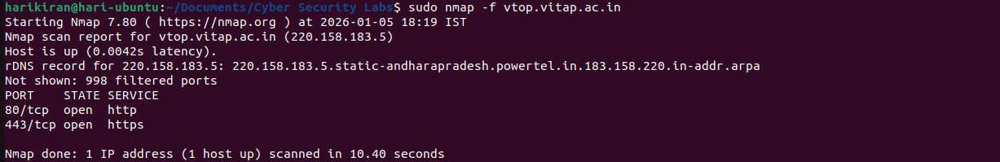 harikiran@hari-ubuntu:~/Documents/Cyber Security Labs$ sudo nmap -f vtop.vitap.ac.in
Starting Nmap 7.80 ( https://nmap.org ) at 2026-01-05 18:19 IST
Nmap scan report for vtop.vitap.ac.in (220.158.183.5)
Host is up (0.0042s latency).
rDNS record for 220.158.183.5: 220.158.183.5.static-andharapradesh.powertel.in.183.158.220.in-addr.arpa
Not shown: 998 filtered ports
PORT    STATE SERVICE
80/tcp  open  http
443/tcp open  https
Nmap done: 1 IP address (1 host up) scanned in 10.40 seconds